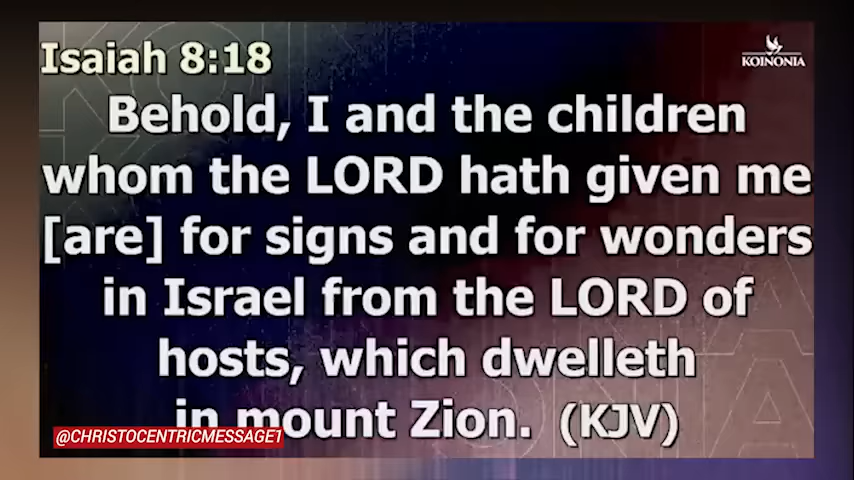 Isaiah 8:18
KOINONIA
Behold, I and the children
whom the LORD hath given me
[are] for signs and for wonders
in Israel from the LORD of
hosts, which dwelleth
in mount Zion. (KJV)
@CHRISTOCENTRICMESSAGE1